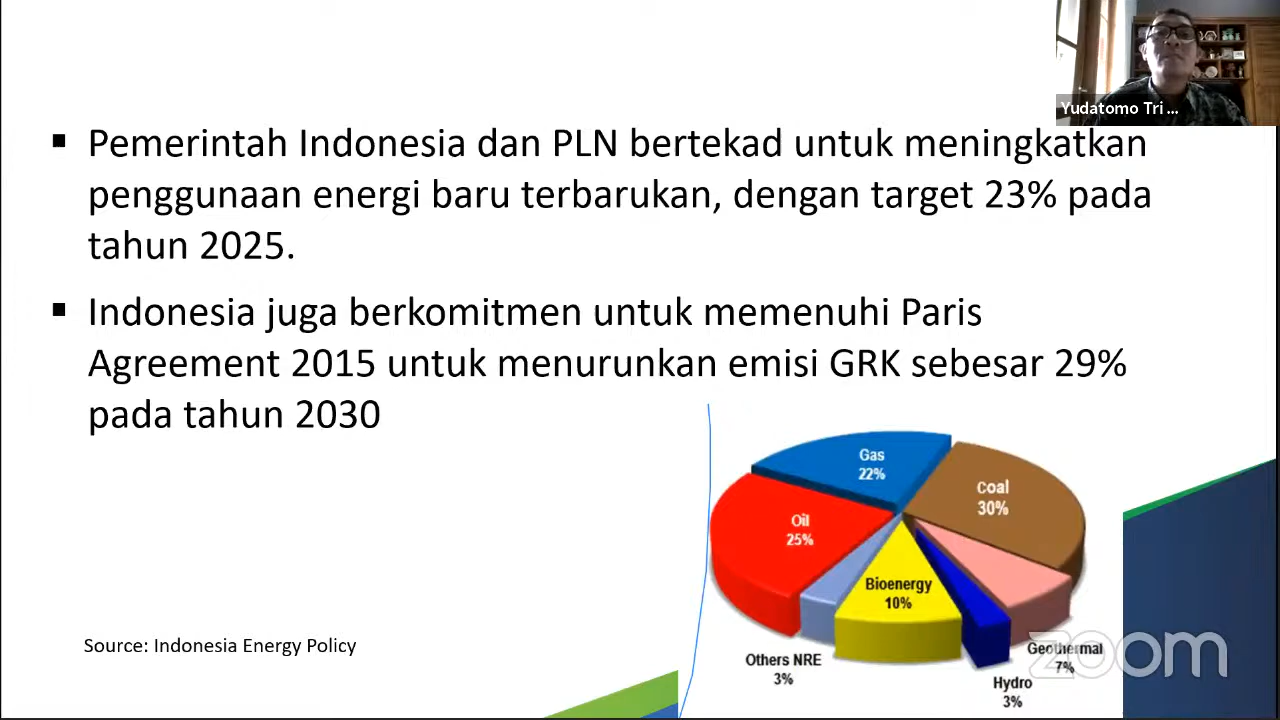 Yudatomo Tri ...
▪ Pemerintah Indonesia dan PLN bertekad untuk meningkatkan
penggunaan energi baru terbarukan, dengan target 23% pada
tahun 2025.
▪ Indonesia juga berkomitmen untuk memenuhi Paris
Agreement 2015 untuk menurunkan emisi GRK sebesar 29%
pada tahun 2030
Gas
22%
Coal
30%
Oil
25%
Bioenergy
10%
Others NRE
3%
Geothermal
7%
Hydro
3%
Source: Indonesia Energy Policy
zoom